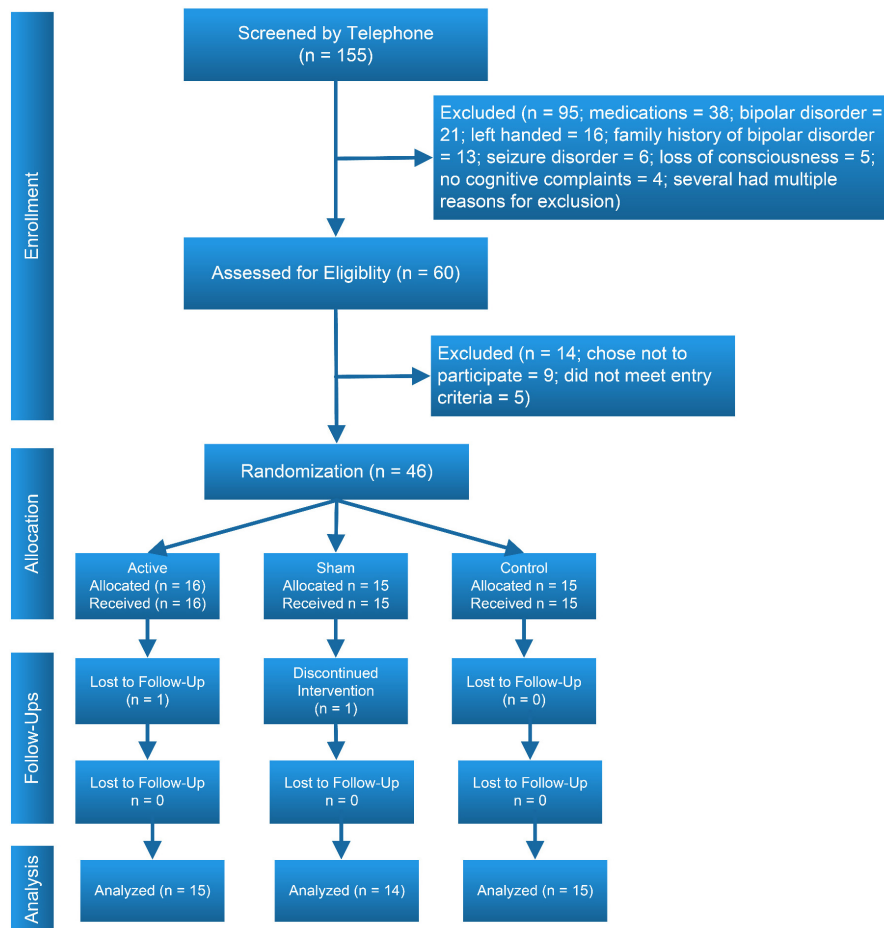 Enrollment
Screened by Telephone
(n = 155)
Excluded (n = 95; medications = 38; bipolar disorder =
21; left handed = 16; family history of bipolar disorder
= 13; seizure disorder = 6; loss of consciousness = 5;
no cognitive complaints = 4; several had multiple
reasons for exclusion)
Assessed for Eligiblity (n = 60)
Excluded (n = 14; chose not to
participate = 9; did not meet entry
criteria = 5)
Allocation
Randomization (n = 46)
Active
Allocated (n = 16)
Received (n = 16)
Sham
Allocated n = 15
Received n = 15
Control
Allocated n = 15
Received n = 15
Follow-Ups
Lost to Follow-Up
(n = 1)
Discontinued
Intervention
(n = 1)
Lost to Follow-Up
(n = 0)
Lost to Follow-Up
n = 0
Lost to Follow-Up
n = 0
Lost to Follow-Up
n = 0
Analysis
Analyzed (n = 15)
Analyzed (n = 14)
Analyzed (n = 15)